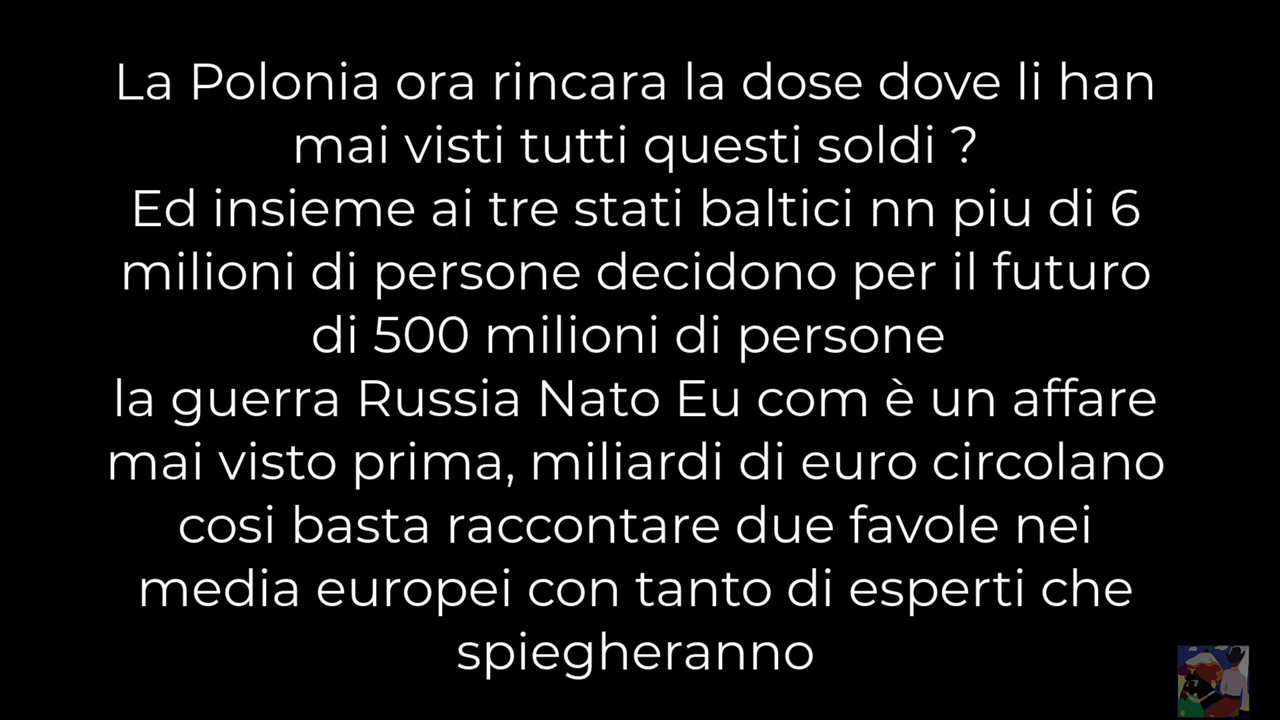 La Polonia ora rincara la dose dove li han
mai visti tutti questi soldi ?
Ed insieme ai tre stati baltici nn piu di 6
milioni di persone decidono per il futuro
di 500 milioni di persone
la guerra Russia Nato Eu com è un affare
mai visto prima, miliardi di euro circolano
cosi basta raccontare due favole nei
media europei con tanto di esperti che
spiegheranno